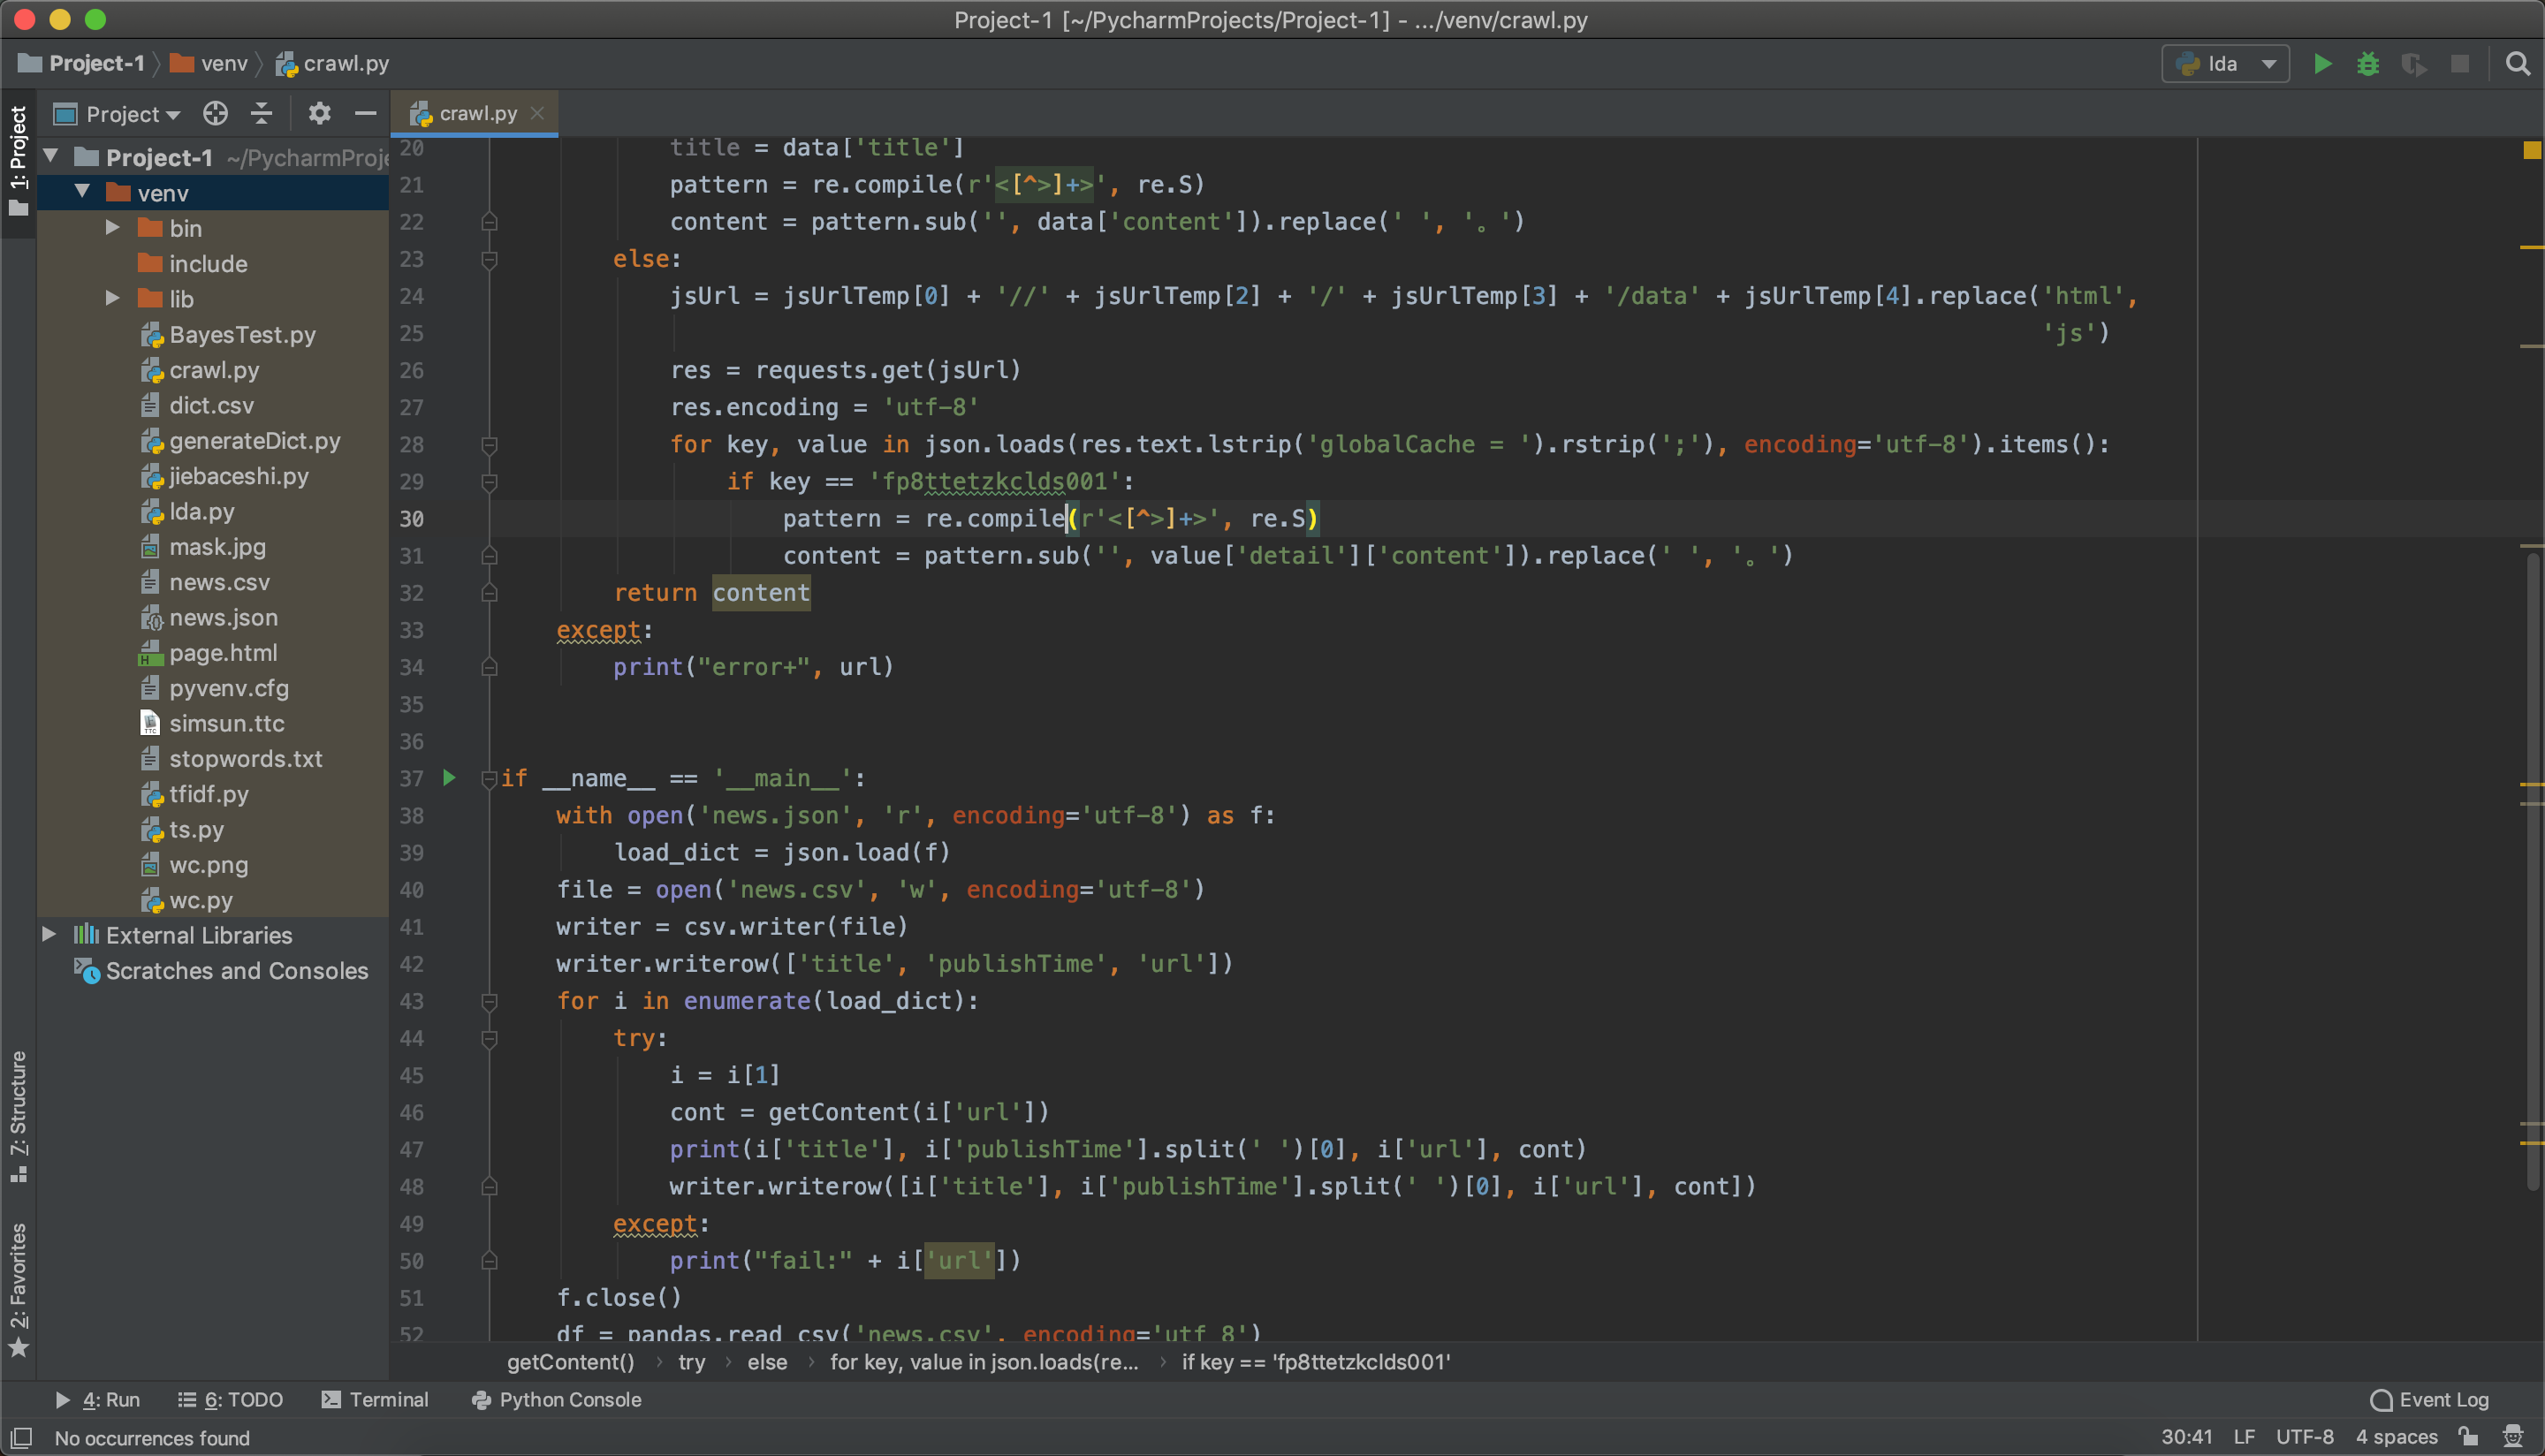 Project-1 [~/PycharmProjects/Project-1] - .../venv/crawl.py
Project-1 venv crawl.py lda
1: Project
Project
crawl.py
Project-1 ~/PycharmProje
venv
bin
include
lib
BayesTest.py
crawl.py
dict.csv
generateDict.py
jiebaceshi.py
lda.py
mask.jpg
news.csv
news.json
page.html
pyvenv.cfg
simsun.ttc
stopwords.txt
tfidf.py
ts.py
wc.png
wc.py
External Libraries
Scratches and Consoles
Z: Structure
2: Favorites
20 title = data['title']
21 pattern = re.compile(r'<[^>]+>', re.S)
22 content = pattern.sub('', data['content']).replace(' ', '。')
23 else:
24 jsUrl = jsUrlTemp[0] + '//' + jsUrlTemp[2] + '/' + jsUrlTemp[3] + '/data' + jsUrlTemp[4].replace('html',
25 'js')
26 res = requests.get(jsUrl)
27 res.encoding = 'utf-8'
28 for key, value in json.loads(res.text.lstrip('globalCache = ').rstrip(';'), encoding='utf-8').items():
29 if key == 'fp8ttetzkclds001':
30 pattern = re.compile(r'<[^>]+>', re.S)
31 content = pattern.sub('', value['detail']['content']).replace(' ', '。')
32 return content
33 except:
34 print("error+", url)
35
36
37 if __name__ == '__main__':
38 with open('news.json', 'r', encoding='utf-8') as f:
39 load_dict = json.load(f)
40 file = open('news.csv', 'w', encoding='utf-8')
41 writer = csv.writer(file)
42 writer.writerow(['title', 'publishTime', 'url'])
43 for i in enumerate(load_dict):
44 try:
45 i = i[1]
46 cont = getContent(i['url'])
47 print(i['title'], i['publishTime'].split(' ')[0], i['url'], cont)
48 writer.writerow([i['title'], i['publishTime'].split(' ')[0], i['url'], cont])
49 except:
50 print("fail:" + i['url'])
51 f.close()
52 df = pandas.read_csv('news.csv', encoding='utf_8')
getContent() › try › else › for key, value in json.loads(re... › if key == 'fp8ttetzkclds001'
4: Run 6: TODO Terminal Python Console Event Log
No occurrences found 30:41 LF UTF-8 4 spaces